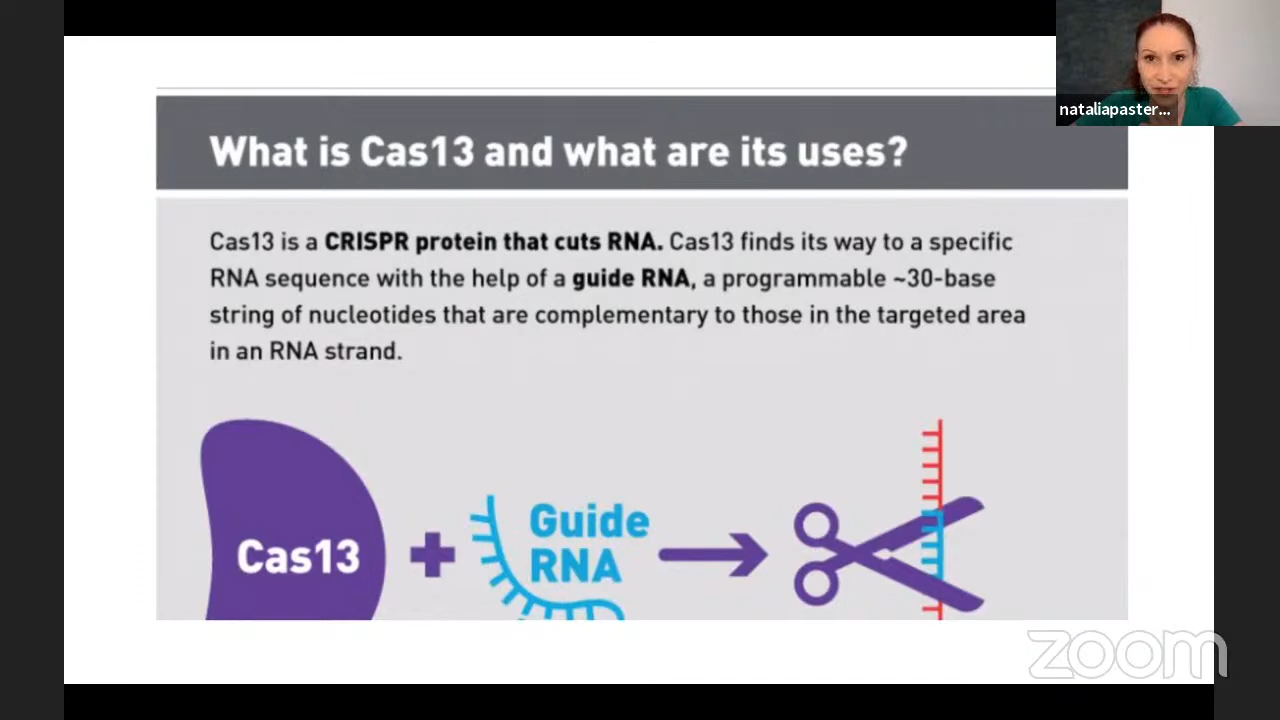 nataliapaster...
What is Cas13 and what are its uses?
Cas13 is a CRISPR protein that cuts RNA. Cas13 finds its way to a specific
RNA sequence with the help of a guide RNA, a programmable ~30-base
string of nucleotides that are complementary to those in the targeted area
in an RNA strand.
Cas13
Guide
RNA
zoom